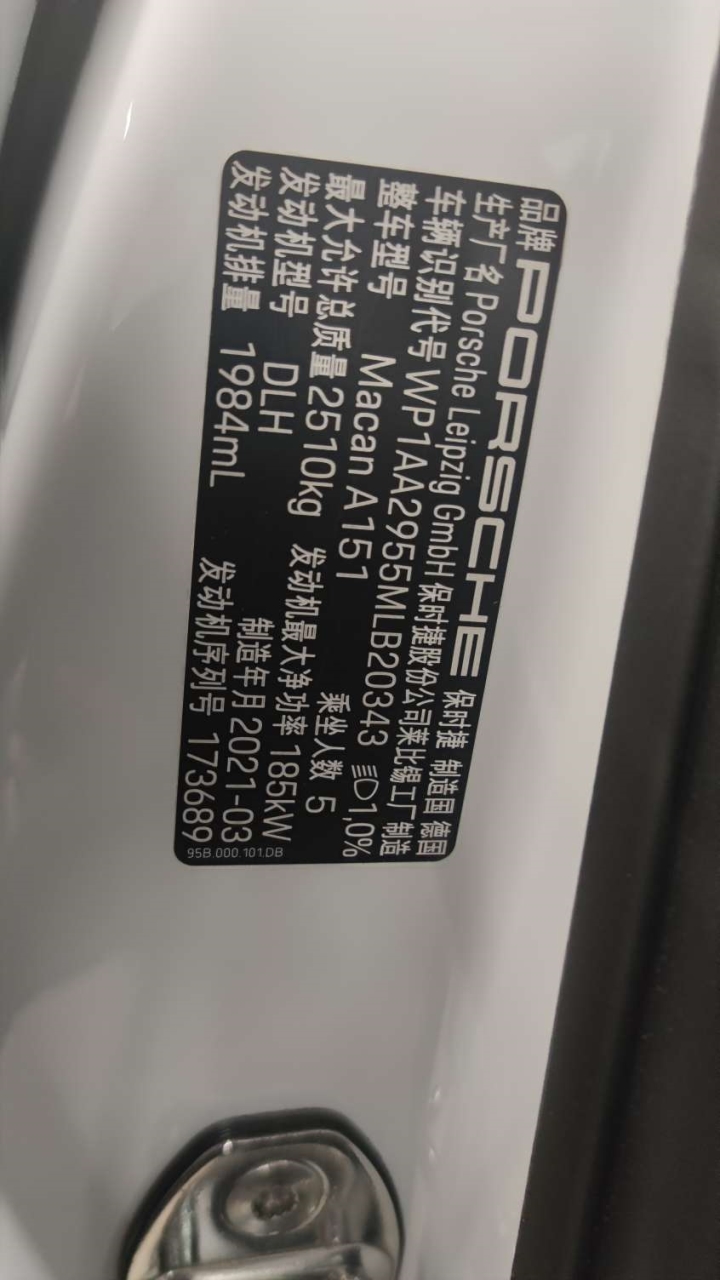 品牌 PORSCHE 保时捷 制造国 德国
生产厂名 Porsche Leipzig GmbH 保时捷股份公司莱比锡工厂 制造
车辆识别代号 WP1AA2955MLB20343 1,0%
整车型号 Macan A151 乘坐人数 5
最大允许总质量 2510kg 发动机最大净功率 185kW
发动机型号 DLH 制造年月 2021-03
发动机排量 1984mL 发动机序列号 173689
95B.000.101.DB